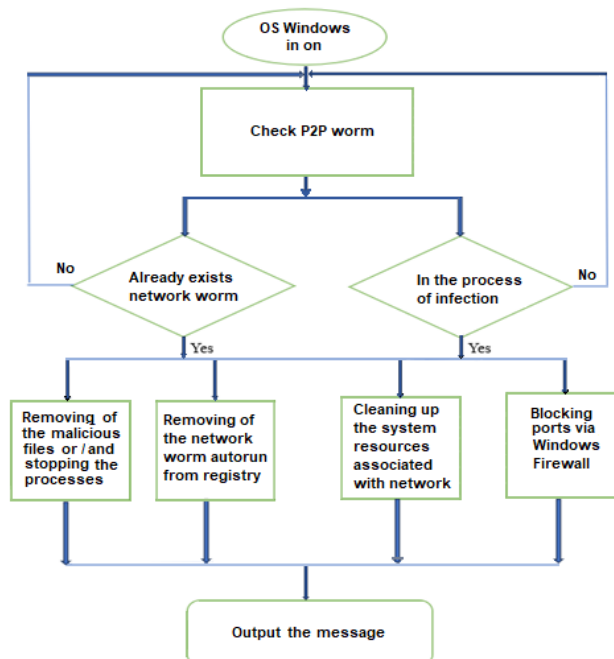 OS Windows
in on
Check P2P worm
No
Already exists
network worm
In the process
of infection
No
Yes
Yes
Removing of
the malicious
files or / and
stopping the
processes
Removing of
the network
worm autorun
from registry
Cleaning up
the system
resources
associated
with network
Blocking
ports via
Windows
Firewall
Output the message